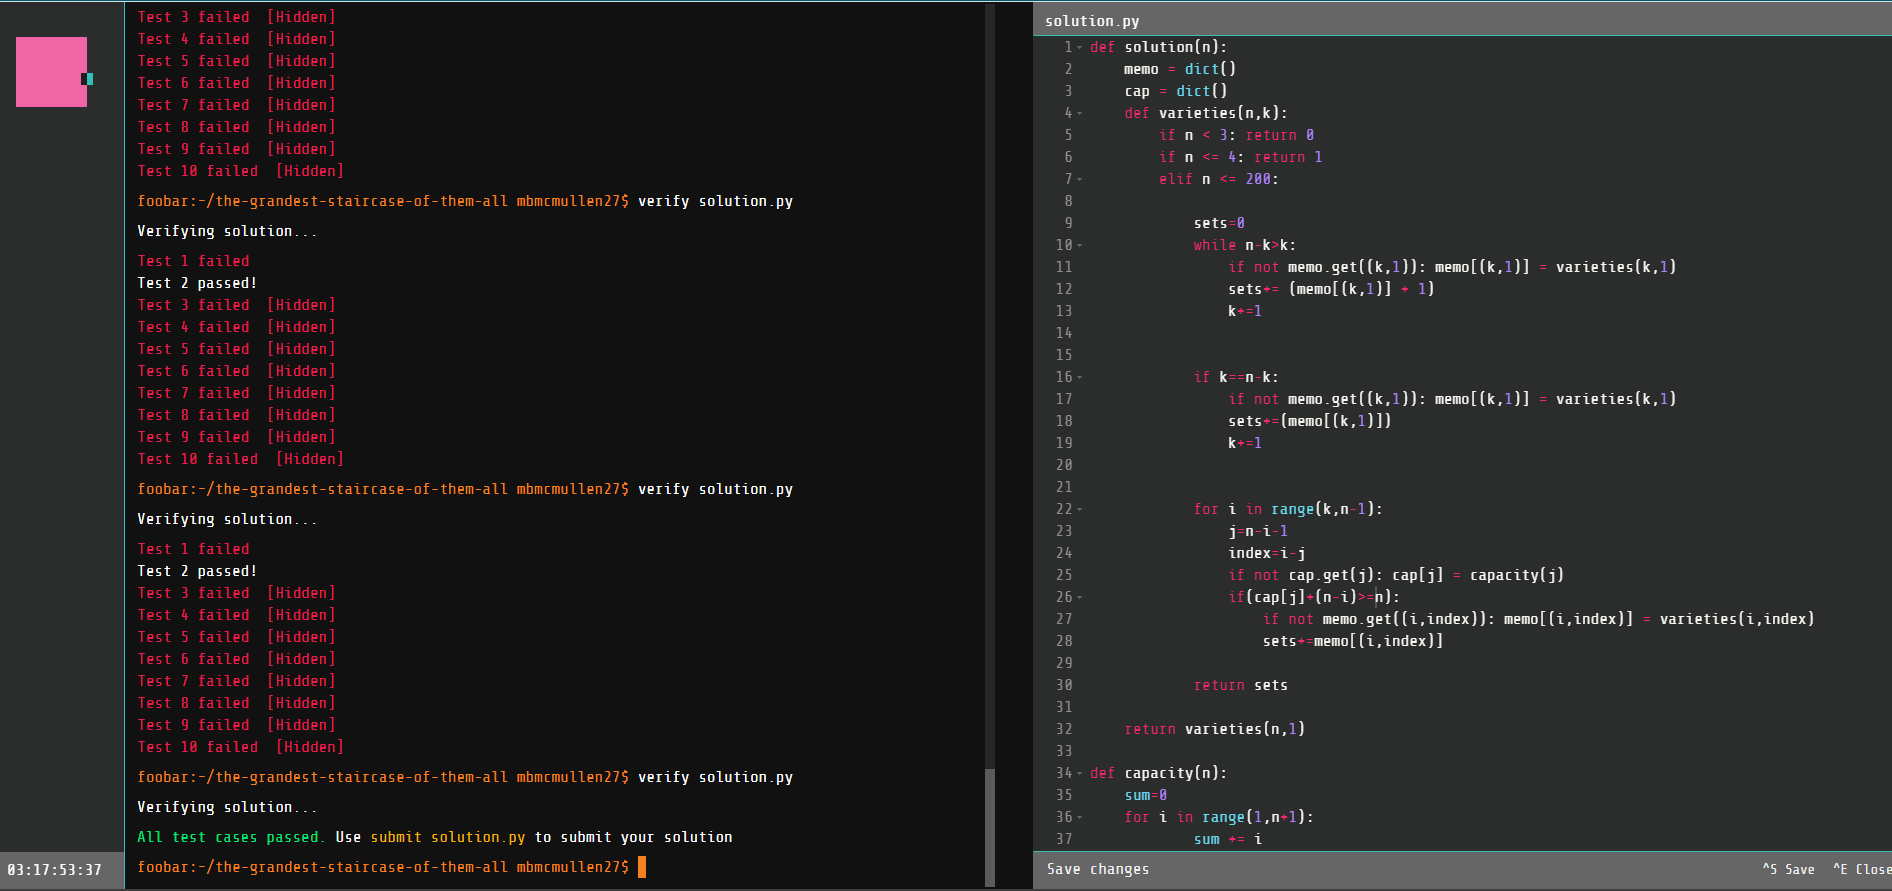 Test 3 failed  [Hidden]
Test 4 failed  [Hidden]
Test 5 failed  [Hidden]
Test 6 failed  [Hidden]
Test 7 failed  [Hidden]
Test 8 failed  [Hidden]
Test 9 failed  [Hidden]
Test 10 failed  [Hidden]
foobar:~/the-grandest-staircase-of-them-all mbmcmullen27$ verify solution.py
Verifying solution...
Test 1 failed
Test 2 passed!
Test 3 failed  [Hidden]
Test 4 failed  [Hidden]
Test 5 failed  [Hidden]
Test 6 failed  [Hidden]
Test 7 failed  [Hidden]
Test 8 failed  [Hidden]
Test 9 failed  [Hidden]
Test 10 failed  [Hidden]
foobar:~/the-grandest-staircase-of-them-all mbmcmullen27$ verify solution.py
Verifying solution...
Test 1 failed
Test 2 passed!
Test 3 failed  [Hidden]
Test 4 failed  [Hidden]
Test 5 failed  [Hidden]
Test 6 failed  [Hidden]
Test 7 failed  [Hidden]
Test 8 failed  [Hidden]
Test 9 failed  [Hidden]
Test 10 failed  [Hidden]
foobar:~/the-grandest-staircase-of-them-all mbmcmullen27$ verify solution.py
Verifying solution...
All test cases passed. Use submit solution.py to submit your solution
foobar:~/the-grandest-staircase-of-them-all mbmcmullen27$
03:17:53:37
solution.py
1 def solution(n):
2     memo = dict()
3     cap = dict()
4     def varieties(n,k):
5         if n < 3: return 0
6         if n <= 4: return 1
7         elif n <= 200:
8
9             sets=0
10             while n-k>k:
11                 if not memo.get((k,1)): memo[(k,1)] = varieties(k,1)
12                 sets+= (memo[(k,1)] + 1)
13                 k+=1
14
15
16             if k==n-k:
17                 if not memo.get((k,1)): memo[(k,1)] = varieties(k,1)
18                 sets+=(memo[(k,1)])
19                 k+=1
20
21
22             for i in range(k,n-1):
23                 j=n-i-1
24                 index=i-j
25                 if not cap.get(j): cap[j] = capacity(j)
26                 if(cap[j]+(n-i)>=n):
27                     if not memo.get((i,index)): memo[(i,index)] = varieties(i,index)
28                     sets+=memo[(i,index)]
29
30             return sets
31
32     return varieties(n,1)
33
34 def capacity(n):
35     sum=0
36     for i in range(1,n+1):
37             sum += i
Save changes
^S Save  ^E Close